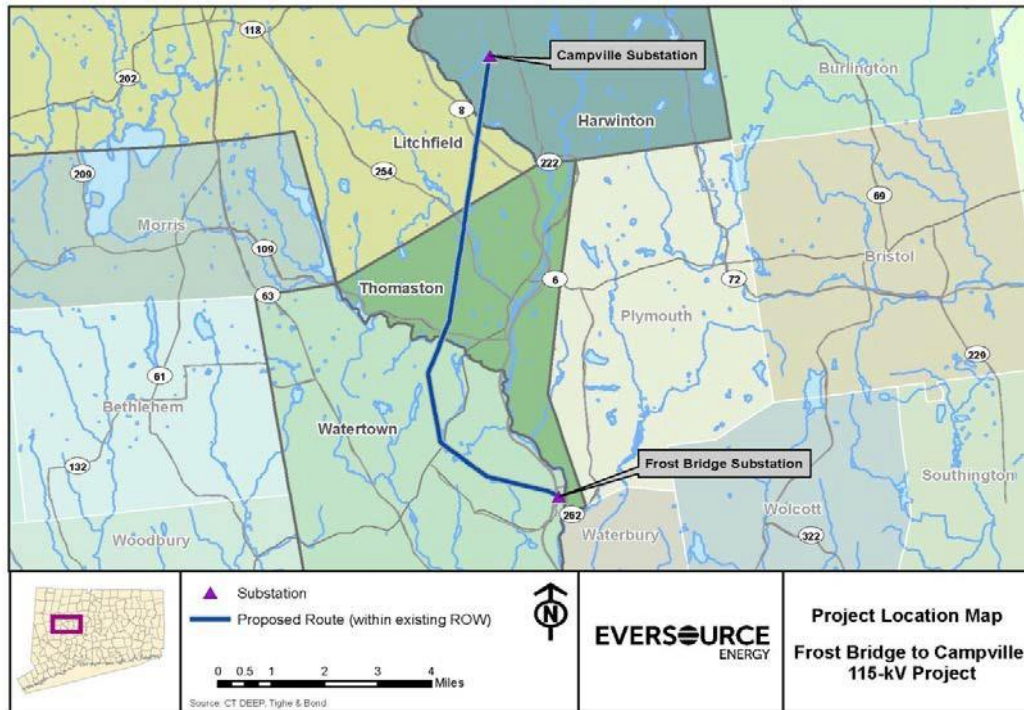 118
202
Campville Substation
Burlington
8
Harwinton
Litchfield
222
209
254
69
Morris
Bristol
109
6
72
Thomaston
63
Plymouth
229
61
Bethlehem
Watertown
132
Frost Bridge Substation
Southington
262
Wolcott
Woodbury
Waterbury
322
Substation
Proposed Route (within existing ROW)
N
0 0.5 1 2 3 4
Miles
Source: CT DEEP, Tighe & Bond
EVERSOURCE
ENERGY
Project Location Map
Frost Bridge to Campville
115-kV Project